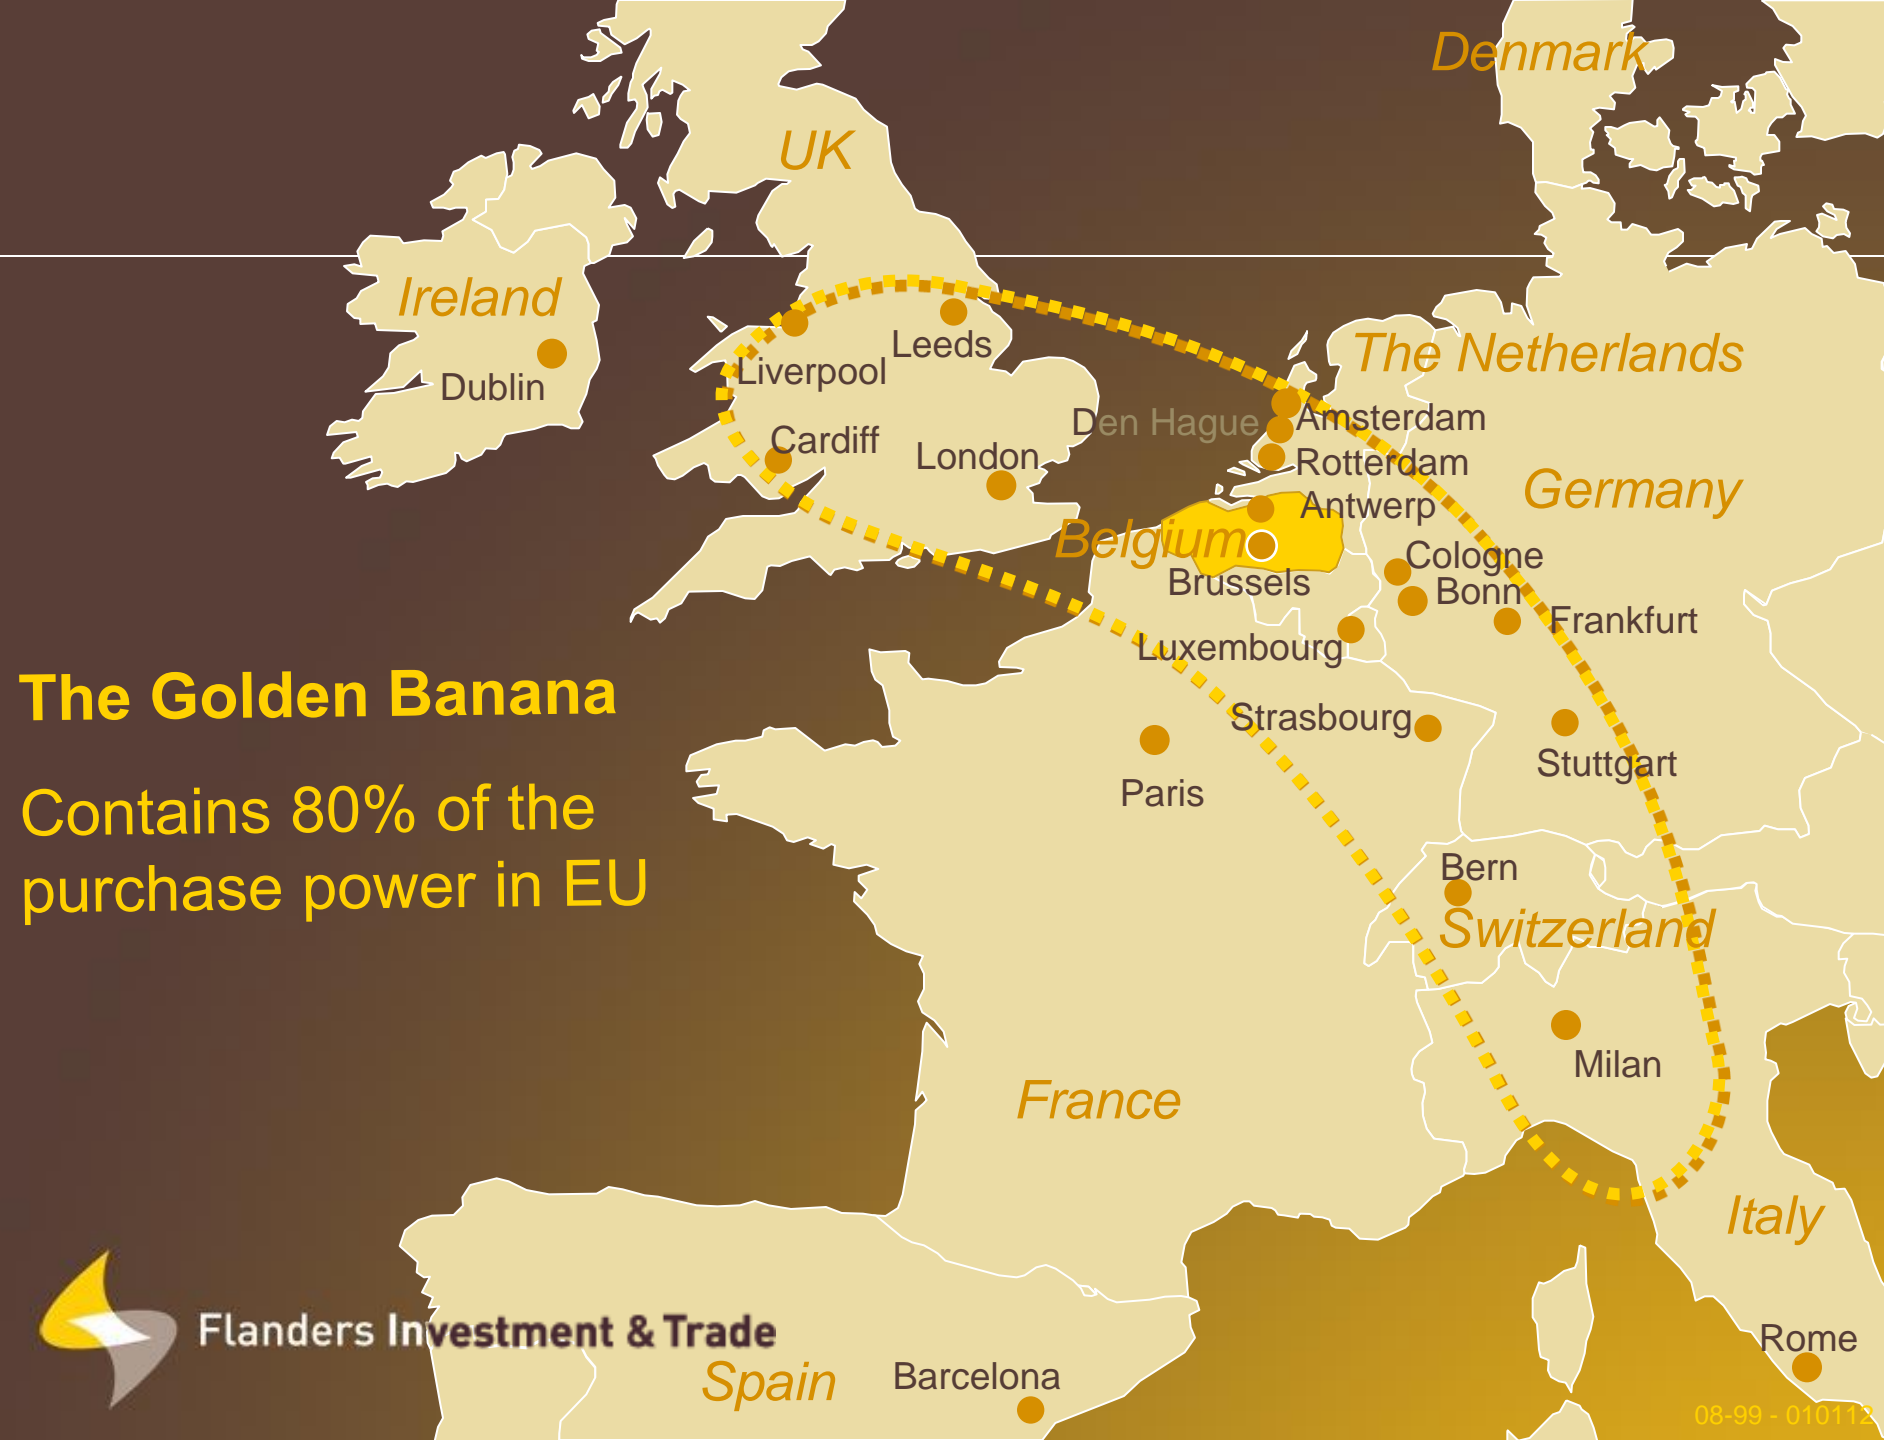 Denmark
UK
Ireland
Leeds
The Netherlands
Liverpool
Dublin
Den Hague
Amsterdam
Cardiff
London
Rotterdam
Germany
Antwerp
Belgium
Cologne
Brussels
Bonn
Frankfurt
Luxembourg
The Golden Banana
Strasbourg
Stuttgart
Paris
Contains 80% of the
purchase power in EU
Bern
Switzerland
Milan
France
Italy
Flanders Investment & Trade
Rome
Spain
Barcelona
08-99 - 010112